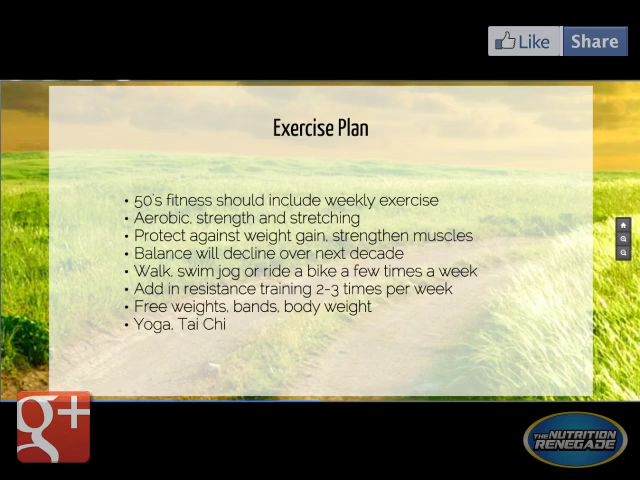 Like Share
Exercise Plan
• 50's fitness should include weekly exercise
• Aerobic, strength and stretching
• Protect against weight gain, strengthen muscles
• Balance will decline over next decade
• Walk, swim jog or ride a bike a few times a week
• Add in resistance training 2-3 times per week
• Free weights, bands, body weight
• Yoga, Tai Chi
g+
THE NUTRITION
RENEGADE